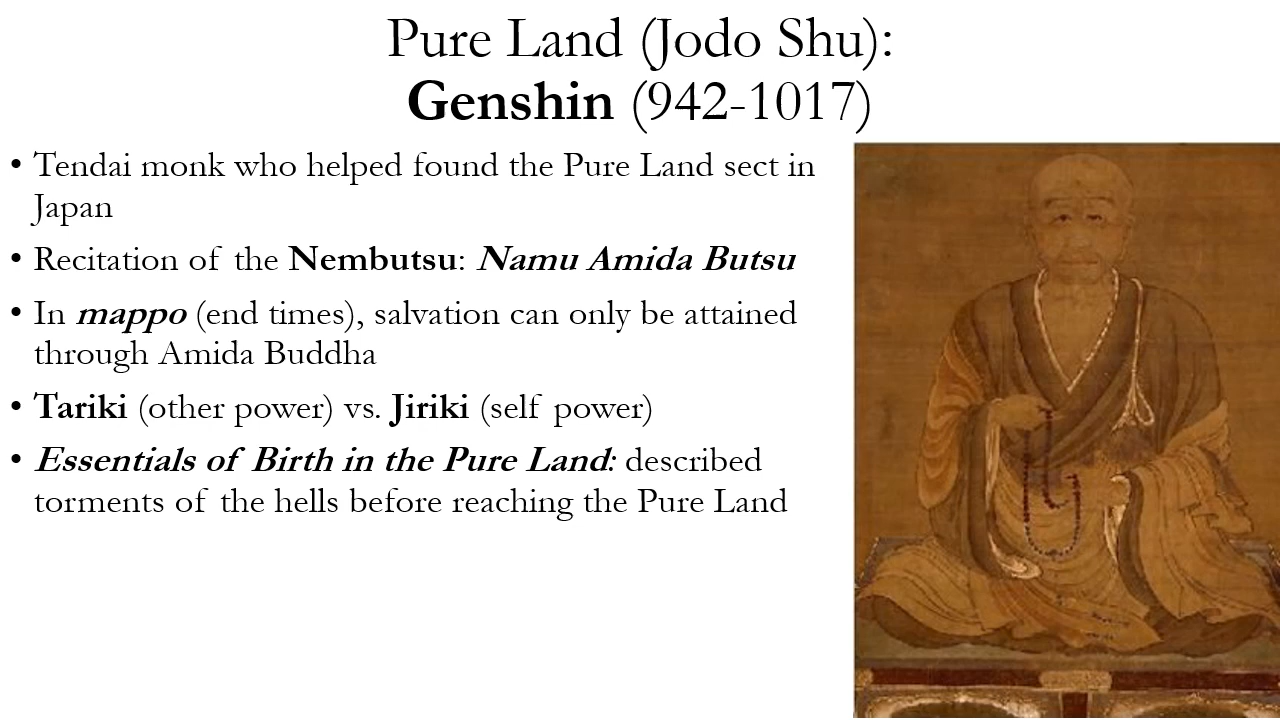 Pure Land (Jodo Shu):
Genshin (942-1017)
• Tendai monk who helped found the Pure Land sect in
Japan
• Recitation of the Nembutsu: Namu Amida Butsu
• In mappo (end times), salvation can only be attained
through Amida Buddha
• Tariki (other power) vs. Jiriki (self power)
• Essentials of Birth in the Pure Land: described
torments of the hells before reaching the Pure Land